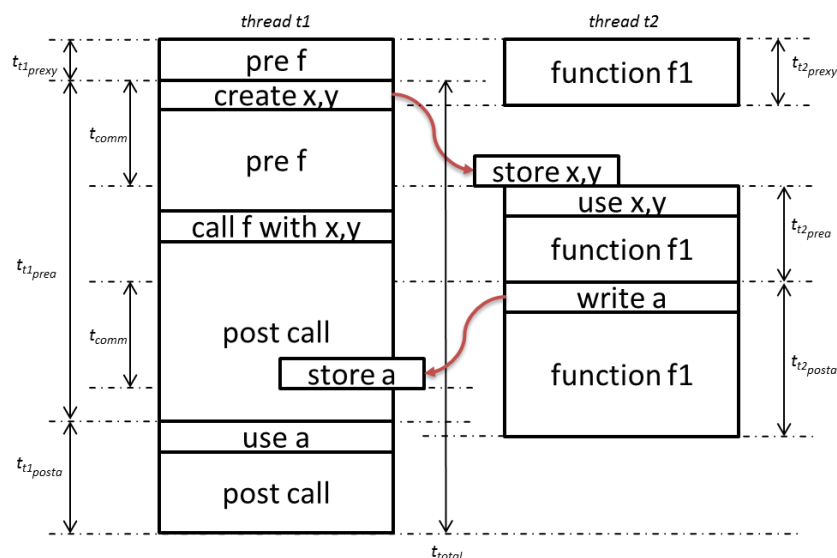 thread t1
thread t2
t_t1prexy
pre f
function f1
t_t2prexy
create x,y
t_comm
pre f
store x,y
use x,y
call f with x,y
function f1
t_t2prea
t_t1prea
write a
t_comm
post call
store a
function f1
t_t2posta
use a
t_t1posta
post call
t_total